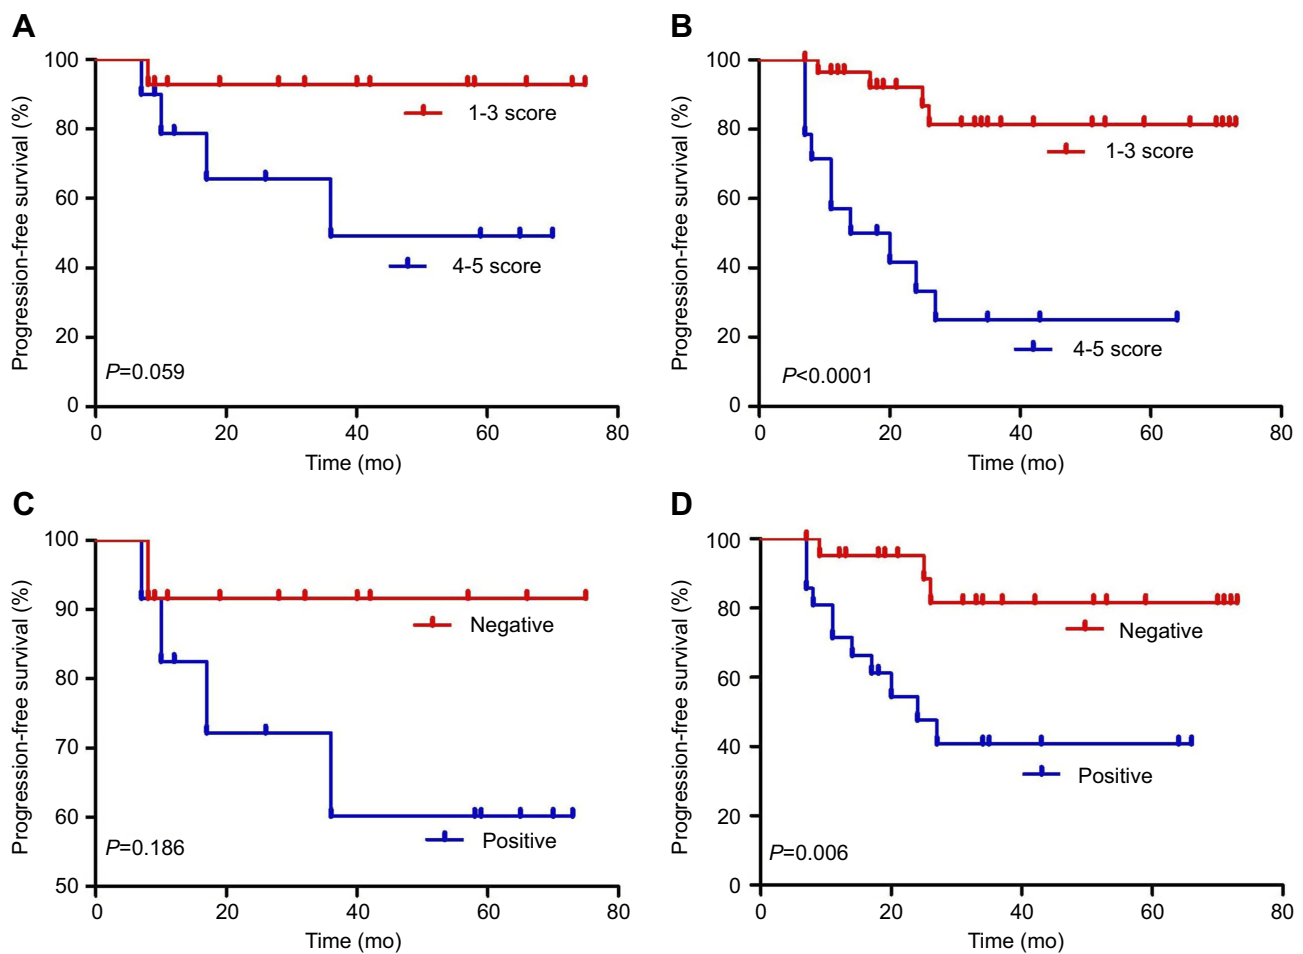 A
Progression-free survival (%)
100
80
60
40
20
0
1-3 score
4-5 score
P=0.059
0 20 40 60 80
Time (mo)
B
Progression-free survival (%)
100
80
60
40
20
0
1-3 score
4-5 score
P<0.0001
0 20 40 60 80
Time (mo)
C
Progression-free survival (%)
100
90
80
70
60
50
Negative
Positive
P=0.186
0 20 40 60 80
Time (mo)
D
Progression-free survival (%)
100
80
60
40
20
0
Negative
Positive
P=0.006
0 20 40 60 80
Time (mo)